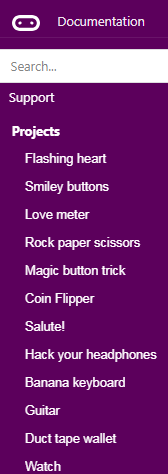 Documentation
Search...
Support
Projects
Flashing heart
Smiley buttons
Love meter
Rock paper scissors
Magic button trick
Coin Flipper
Salute!
Hack your headphones
Banana keyboard
Guitar
Duct tape wallet
Watch